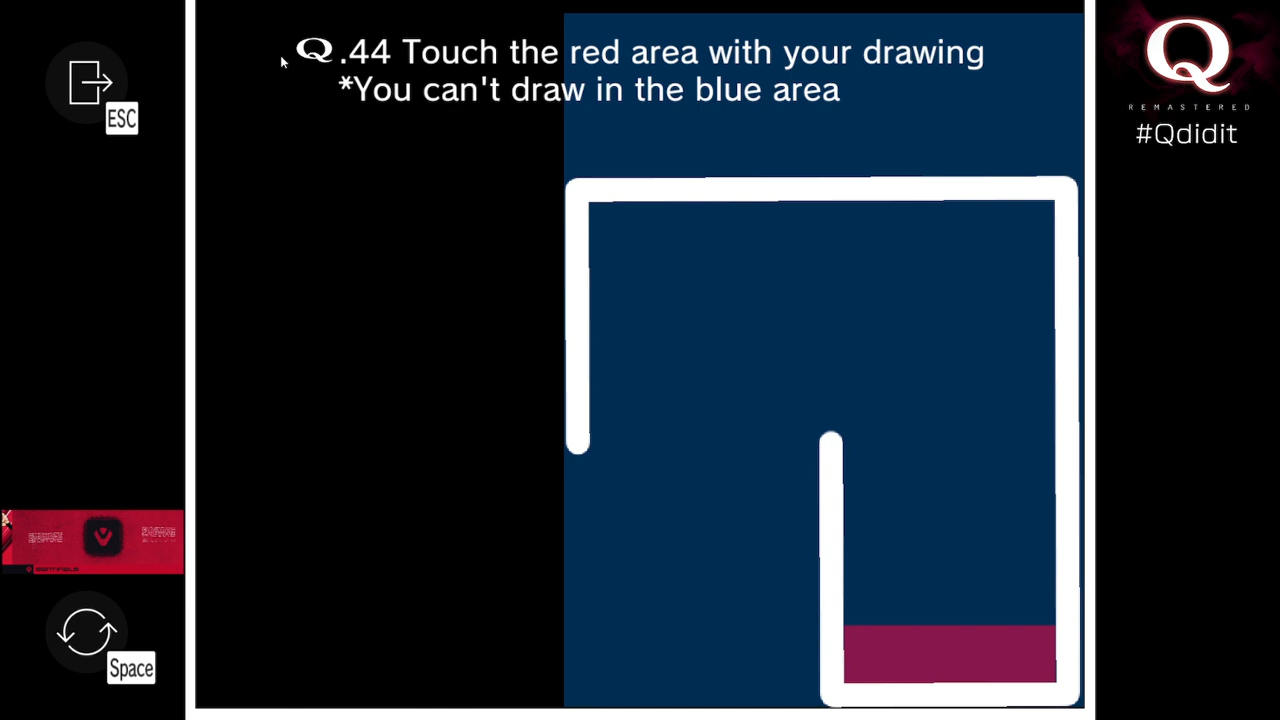 Q.44 Touch the red area with your drawing
*You can't draw in the blue area
ESC
Q
REMASTERED
#Qdidit
SENTINELS
Space